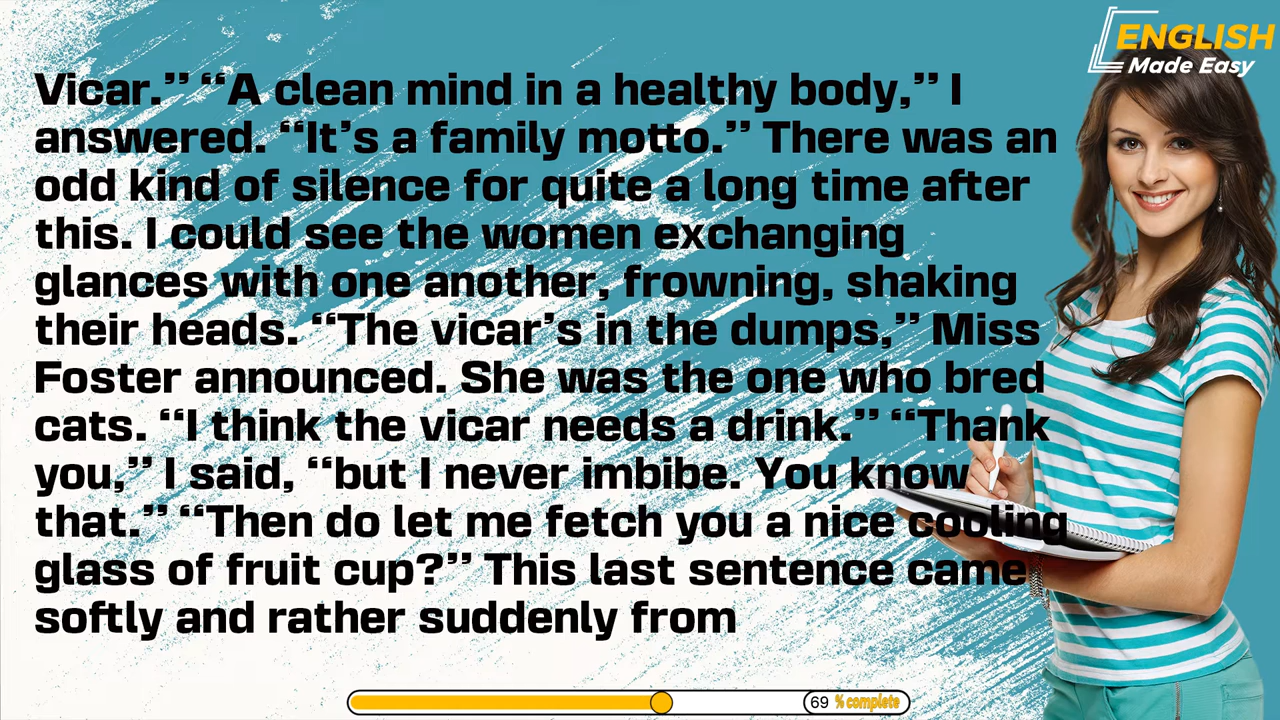 ENGLISH
Made Easy
Vicar.” “A clean mind in a healthy body,” I
answered. “It’s a family motto.” There was an
odd kind of silence for quite a long time after
this. I could see the women exchanging
glances with one another, frowning, shaking
their heads. “The vicar’s in the dumps,” Miss
Foster announced. She was the one who bred
cats. “I think the vicar needs a drink.” “Thank
you,” I said, “but I never imbibe. You know
that.” “Then do let me fetch you a nice cooling
glass of fruit cup?” This last sentence came
softly and rather suddenly from
69 % complete